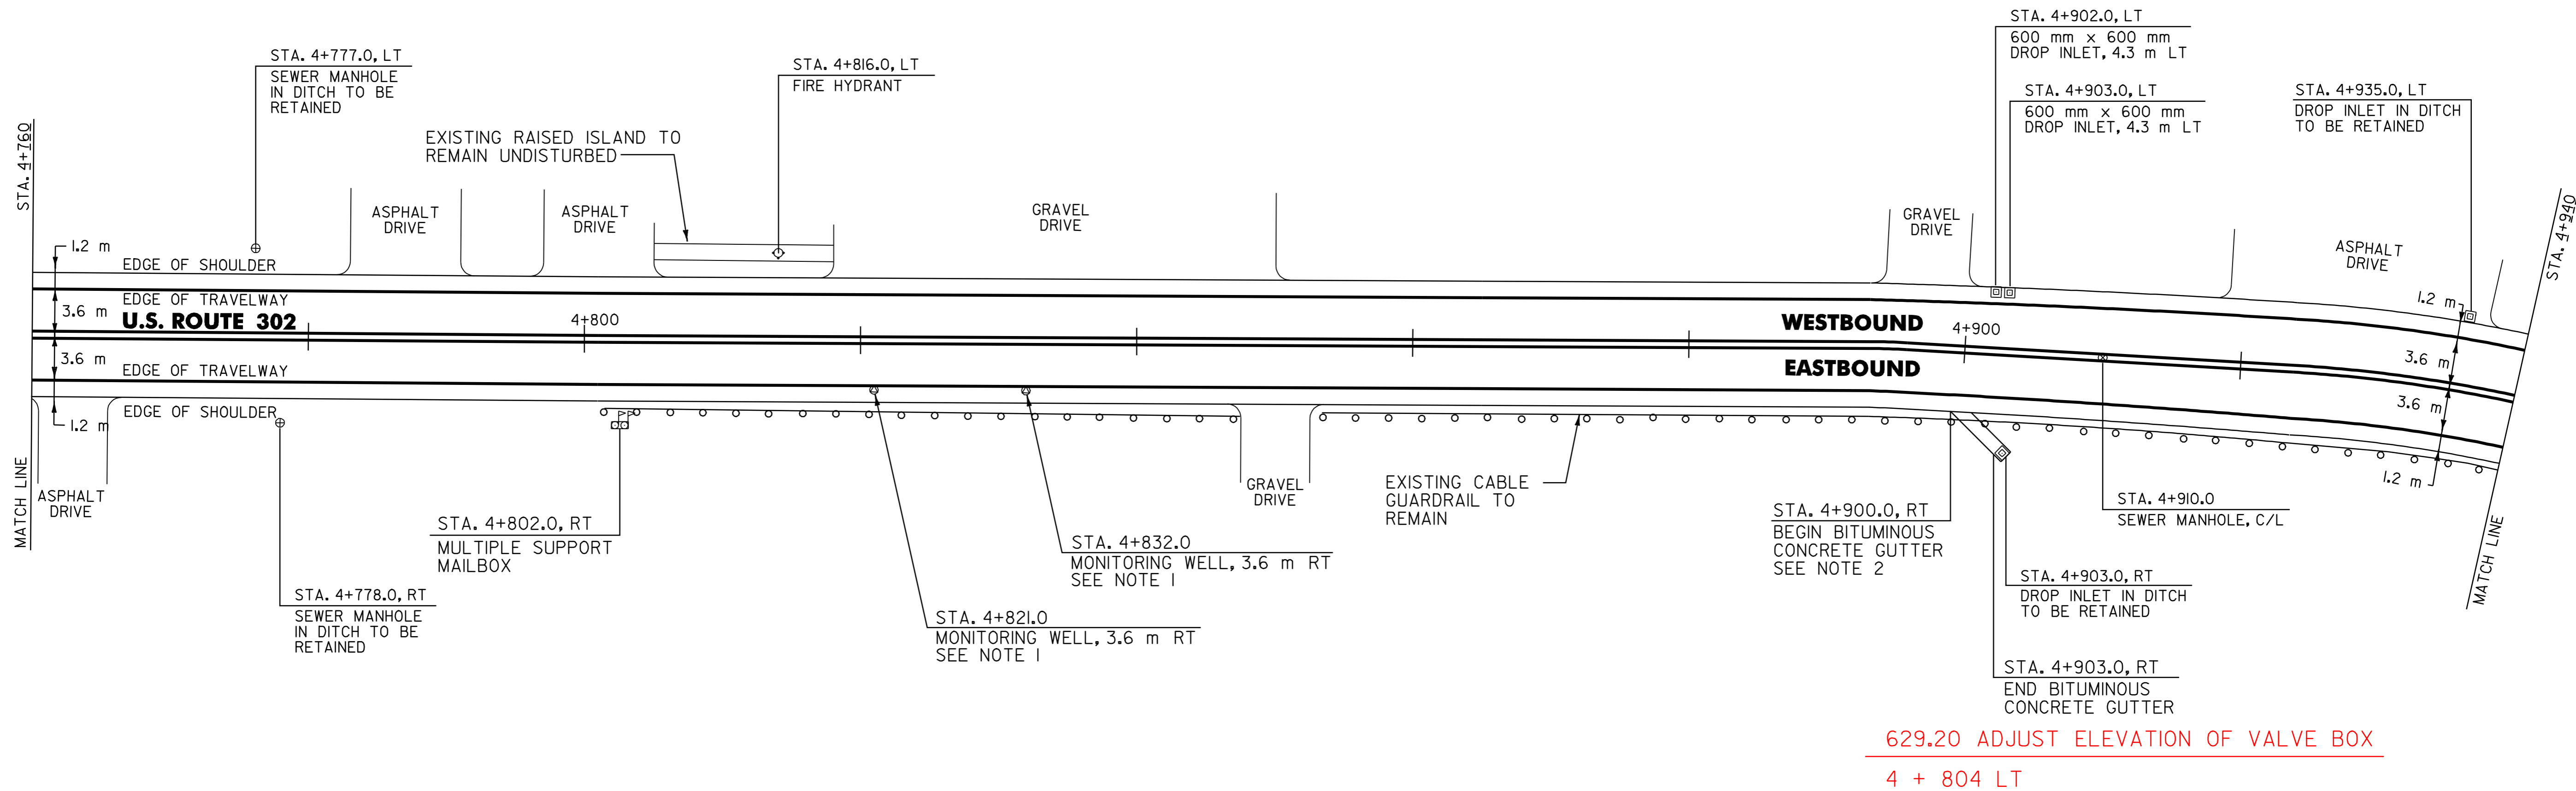 STA. 4+902.0, LT
600 mm x 600 mm
DROP INLET, 4.3 m LT
STA. 4+777.0, LT
SEWER MANHOLE
IN DITCH TO BE
RETAINED
STA. 4+816.0, LT
FIRE HYDRANT
STA. 4+903.0, LT
600 mm x 600 mm
DROP INLET, 4.3 m LT
STA. 4+935.0, LT
DROP INLET IN DITCH
TO BE RETAINED
EXISTING RAISED ISLAND TO
REMAIN UNDISTURBED
STA. 4+760
MATCH LINE
ASPHALT
DRIVE
ASPHALT
DRIVE
GRAVEL
DRIVE
GRAVEL
DRIVE
ASPHALT
DRIVE
STA. 4+940
MATCH LINE
1.2 m
EDGE OF SHOULDER
EDGE OF TRAVELWAY
3.6 m
U.S. ROUTE 302
4+800
WESTBOUND
4+900
1.2 m
3.6 m
3.6 m
EDGE OF TRAVELWAY
EASTBOUND
3.6 m
EDGE OF SHOULDER
1.2 m
1.2 m
ASPHALT
DRIVE
GRAVEL
DRIVE
EXISTING CABLE
GUARDRAIL TO
REMAIN
STA. 4+802.0, RT
MULTIPLE SUPPORT
MAILBOX
STA. 4+832.0
MONITORING WELL, 3.6 m RT
SEE NOTE 1
STA. 4+900.0, RT
BEGIN BITUMINOUS
CONCRETE GUTTER
SEE NOTE 2
STA. 4+910.0
SEWER MANHOLE, C/L
STA. 4+903.0, RT
DROP INLET IN DITCH
TO BE RETAINED
STA. 4+778.0, RT
SEWER MANHOLE
IN DITCH TO BE
RETAINED
STA. 4+821.0
MONITORING WELL, 3.6 m RT
SEE NOTE 1
STA. 4+903.0, RT
END BITUMINOUS
CONCRETE GUTTER
629.20 ADJUST ELEVATION OF VALVE BOX
4 + 804 LT